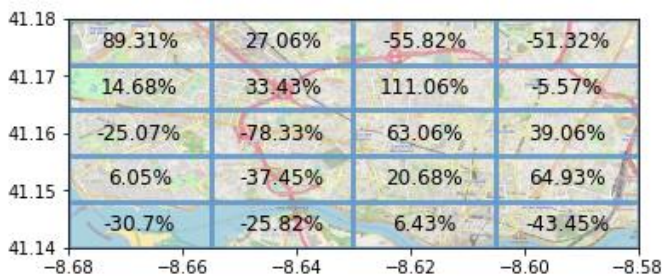 41.18
89.31% 27.06% -55.82% -51.32%
41.17
14.68% 33.43% 111.06% -5.57%
41.16
-25.07% -78.33% 63.06% 39.06%
6.05% -37.45% 20.68% 64.93%
41.15
-30.7% -25.82% 6.43% -43.45%
41.14
−8.68 −8.66 −8.64 −8.62 −8.60 −8.58